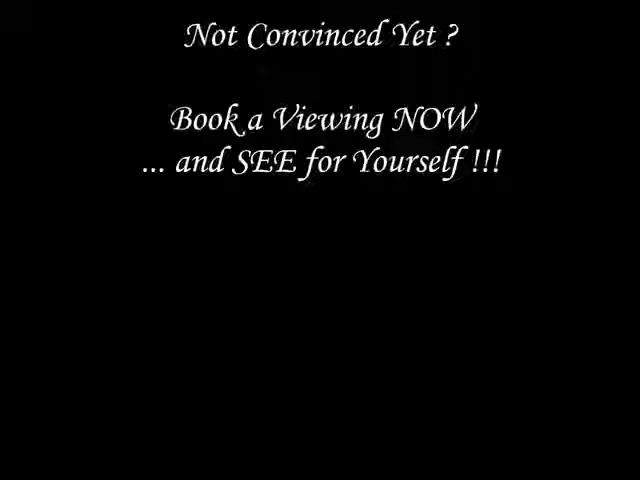 Not Convinced Yet ?
Book a Viewing NOW
... and SEE for Yourself !!!